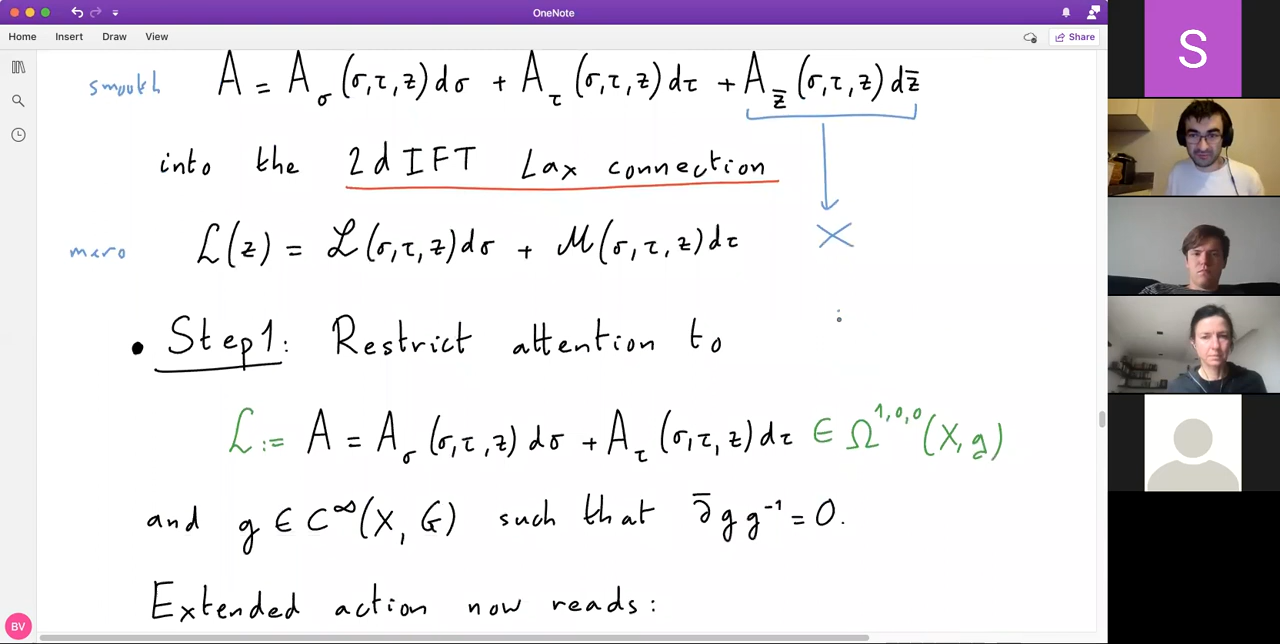 OneNote
Home Insert Draw View Share
smooth A = A_σ (σ,τ,z) dσ + A_τ (σ,τ,z) dτ + A_z̄ (σ,τ,z) dz̄
into the 2d IFT Lax connection
mero ℒ(z) = ℒ(σ,τ,z) dσ + ℳ(σ,τ,z) dτ
• Step 1: Restrict attention to
ℒ := A = A_σ (σ,τ,z) dσ + A_τ (σ,τ,z) dτ ∈ Ω^{1,0,0}(X, g)
and g ∈ C^∞(X, G) such that ∂̄g g⁻¹ = 0.
Extended action now reads:
BV
S